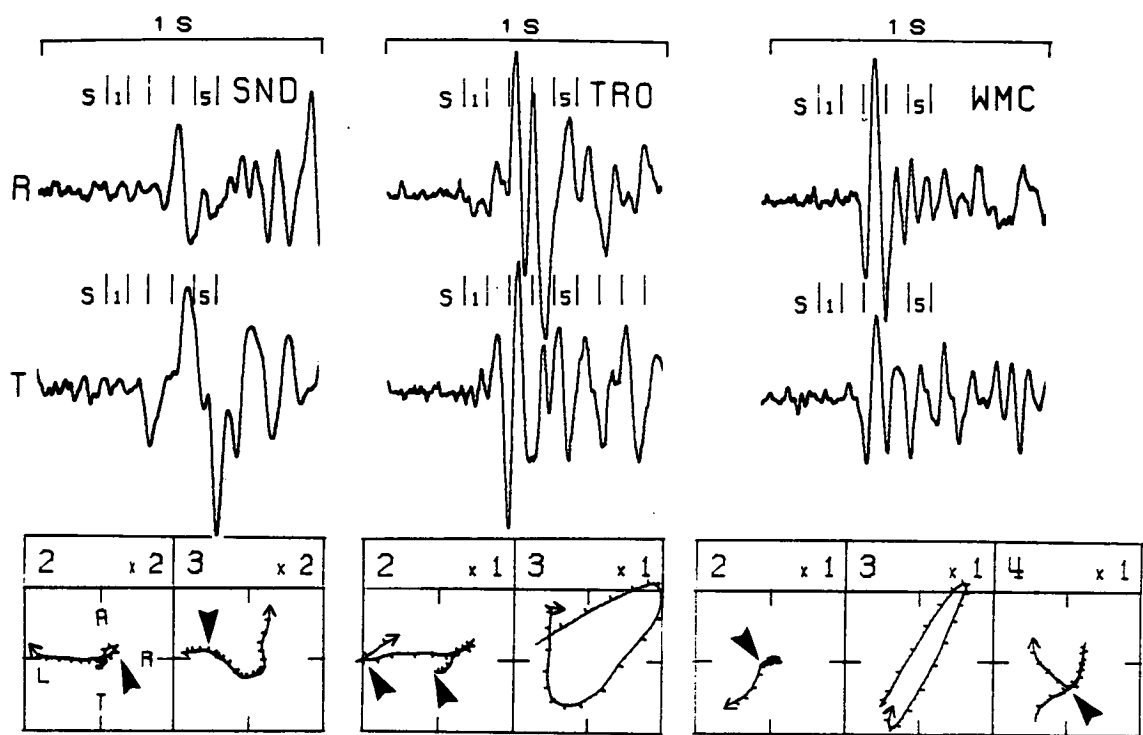 1 S 1 S 1 S
S 1 5 SND S 1 5 TRO S 1 5 WMC
R
S 1 5 S 1 5 S 1 5
T
2 x 2 3 x 2 2 x 1 3 x 1 2 x 1 3 x 1 4 x 1
A
L R
T